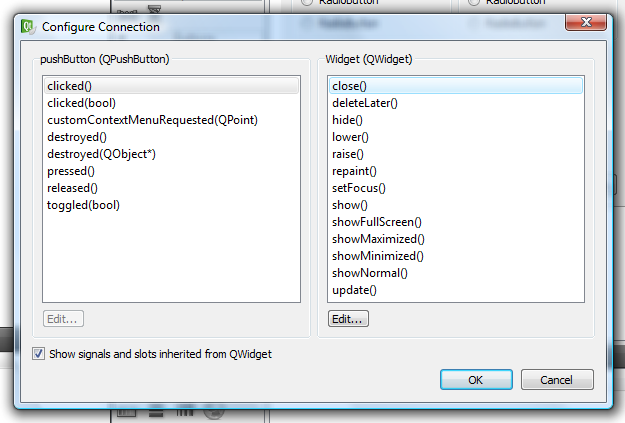 RadioButton
RadioButton
Configure Connection
pushButton (QPushButton)
clicked()
clicked(bool)
customContextMenuRequested(QPoint)
destroyed()
destroyed(QObject*)
pressed()
released()
toggled(bool)
Edit...
Widget (QWidget)
close()
deleteLater()
hide()
lower()
raise()
repaint()
setFocus()
show()
showFullScreen()
showMaximized()
showMinimized()
showNormal()
update()
Edit...
Show signals and slots inherited from QWidget
OK
Cancel